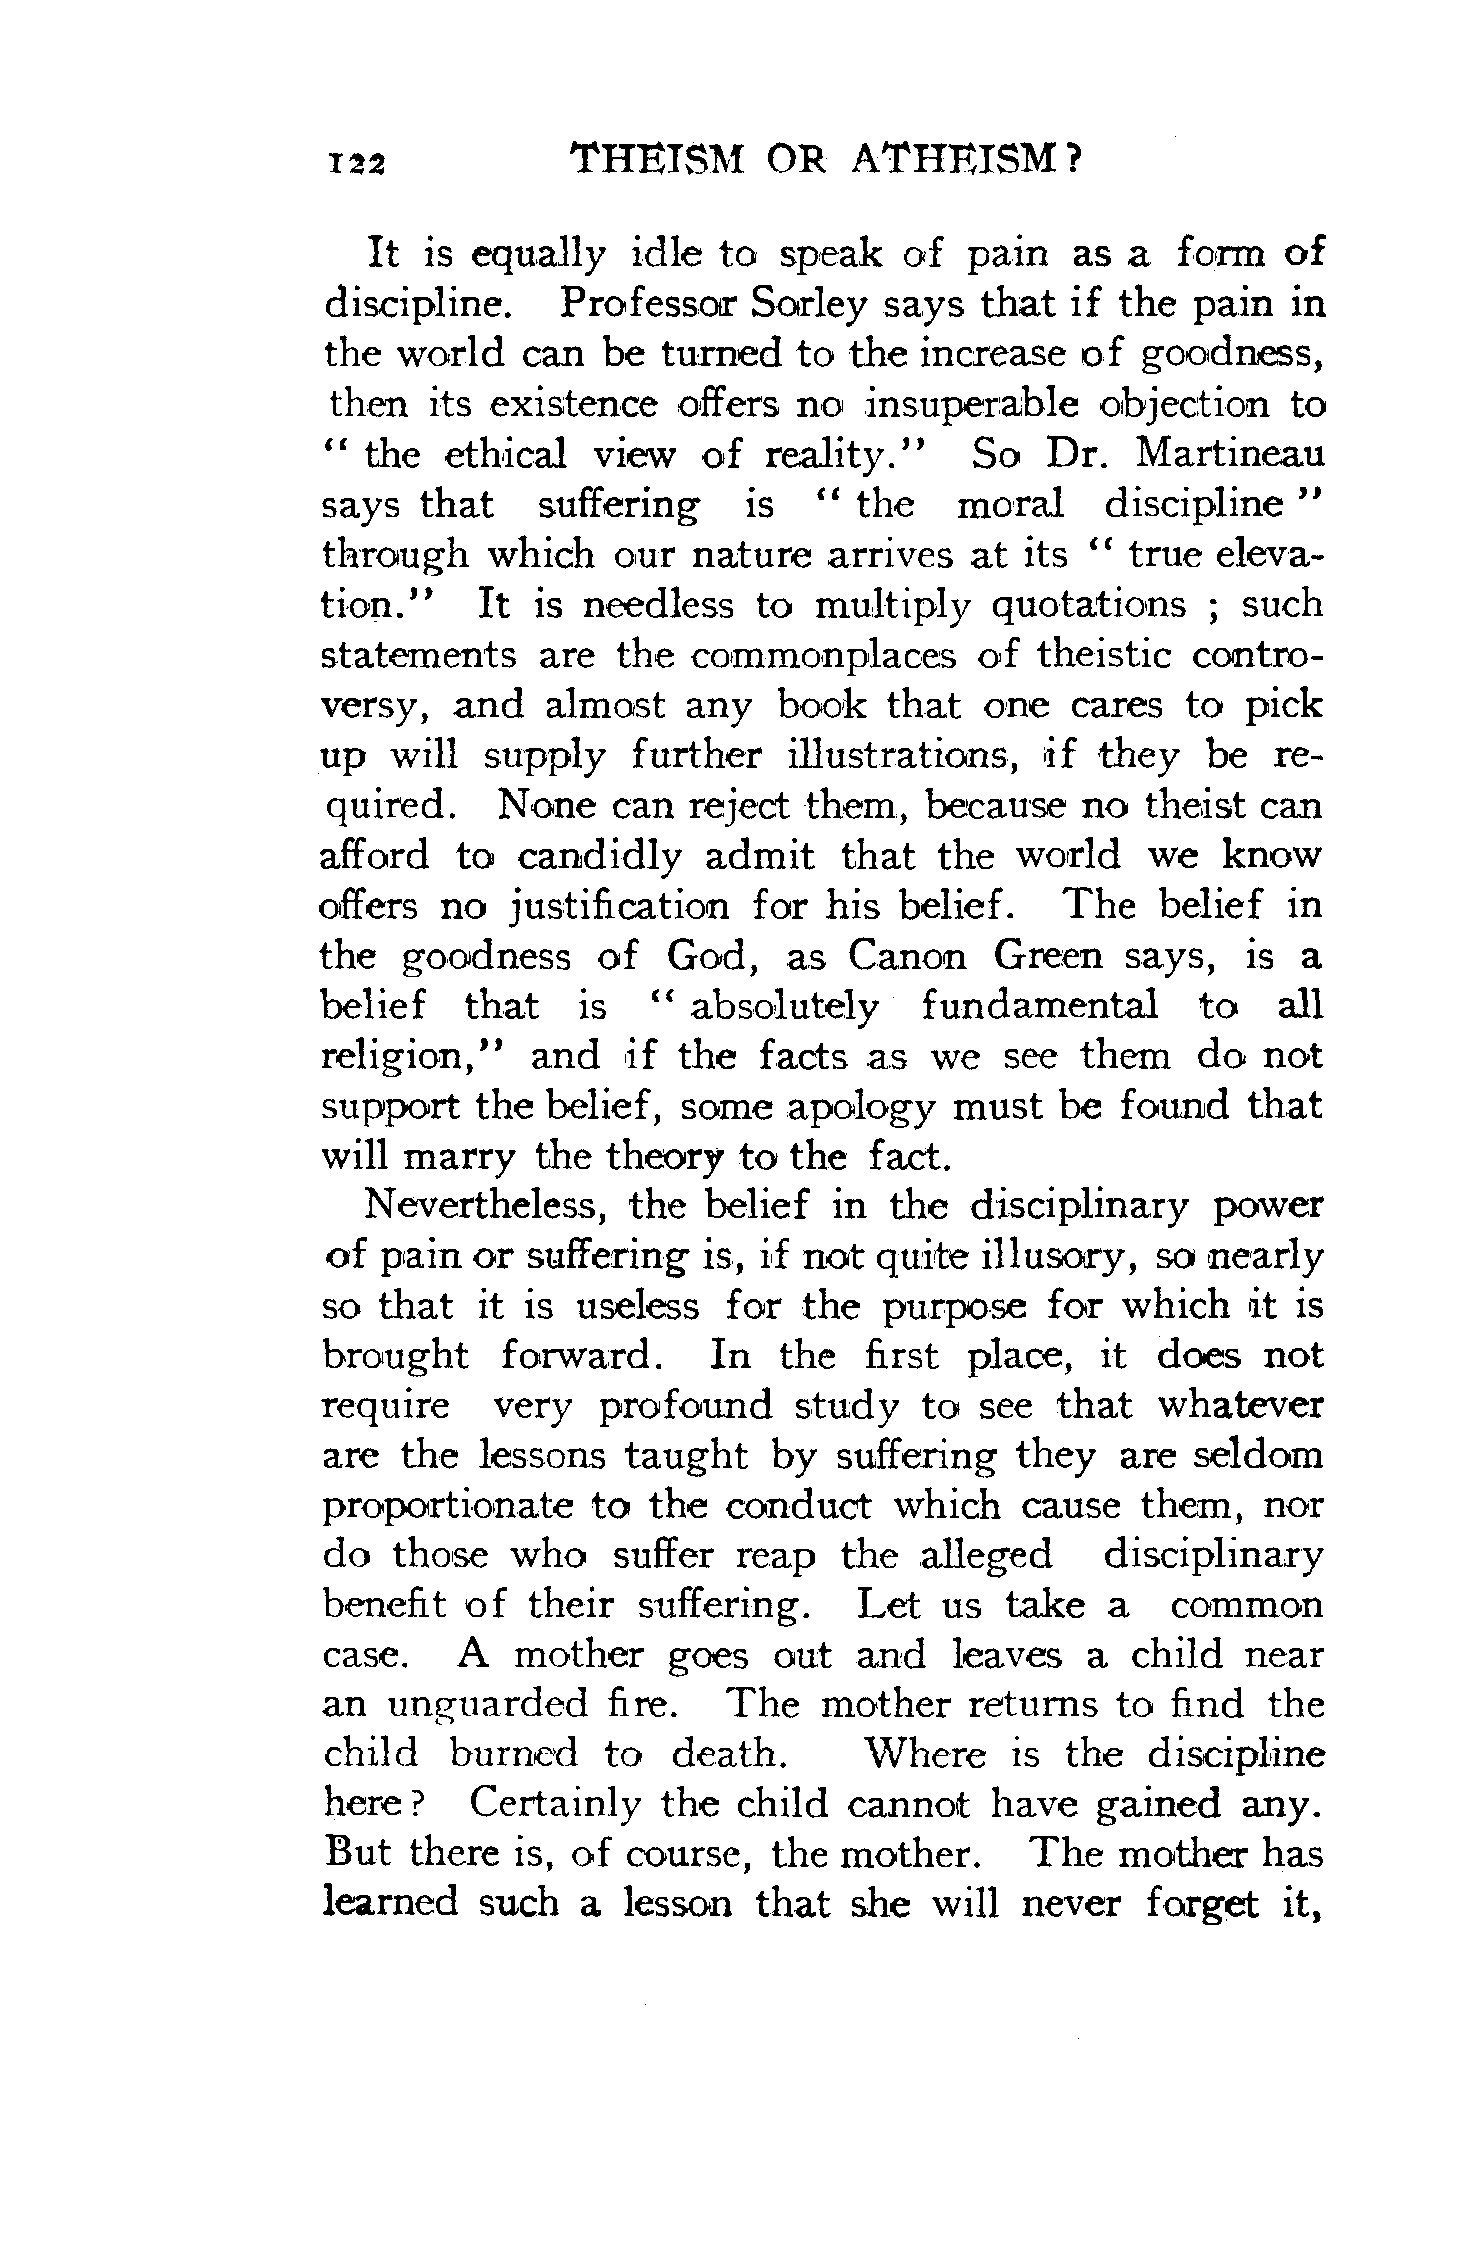 122 THEISM OR ATHEISM?
It is equally idle to speak of pain as a form of
discipline. Professor Sorley says that if the pain in
the world can be turned to the increase of goodness,
then its existence offers no insuperable objection to
“ the ethical view of reality.” So Dr. Martineau
says that suffering is “ the moral discipline ”
through which our nature arrives at its “ true eleva-
tion.” It is needless to multiply quotations ; such
statements are the commonplaces of theistic contro-
versy, and almost any book that one cares to pick
up will supply further illustrations, if they be re-
quired. None can reject them, because no theist can
afford to candidly admit that the world we know
offers no justification for his belief. The belief in
the goodness of God, as Canon Green says, is a
belief that is “ absolutely fundamental to all
religion,” and if the facts as we see them do not
support the belief, some apology must be found that
will marry the theory to the fact.
Nevertheless, the belief in the disciplinary power
of pain or suffering is, if not quite illusory, so nearly
so that it is useless for the purpose for which it is
brought forward. In the first place, it does not
require very profound study to see that whatever
are the lessons taught by suffering they are seldom
proportionate to the conduct which cause them, nor
do those who suffer reap the alleged disciplinary
benefit of their suffering. Let us take a common
case. A mother goes out and leaves a child near
an unguarded fire. The mother returns to find the
child burned to death. Where is the discipline
here ? Certainly the child cannot have gained any.
But there is, of course, the mother. The mother has
learned such a lesson that she will never forget it,